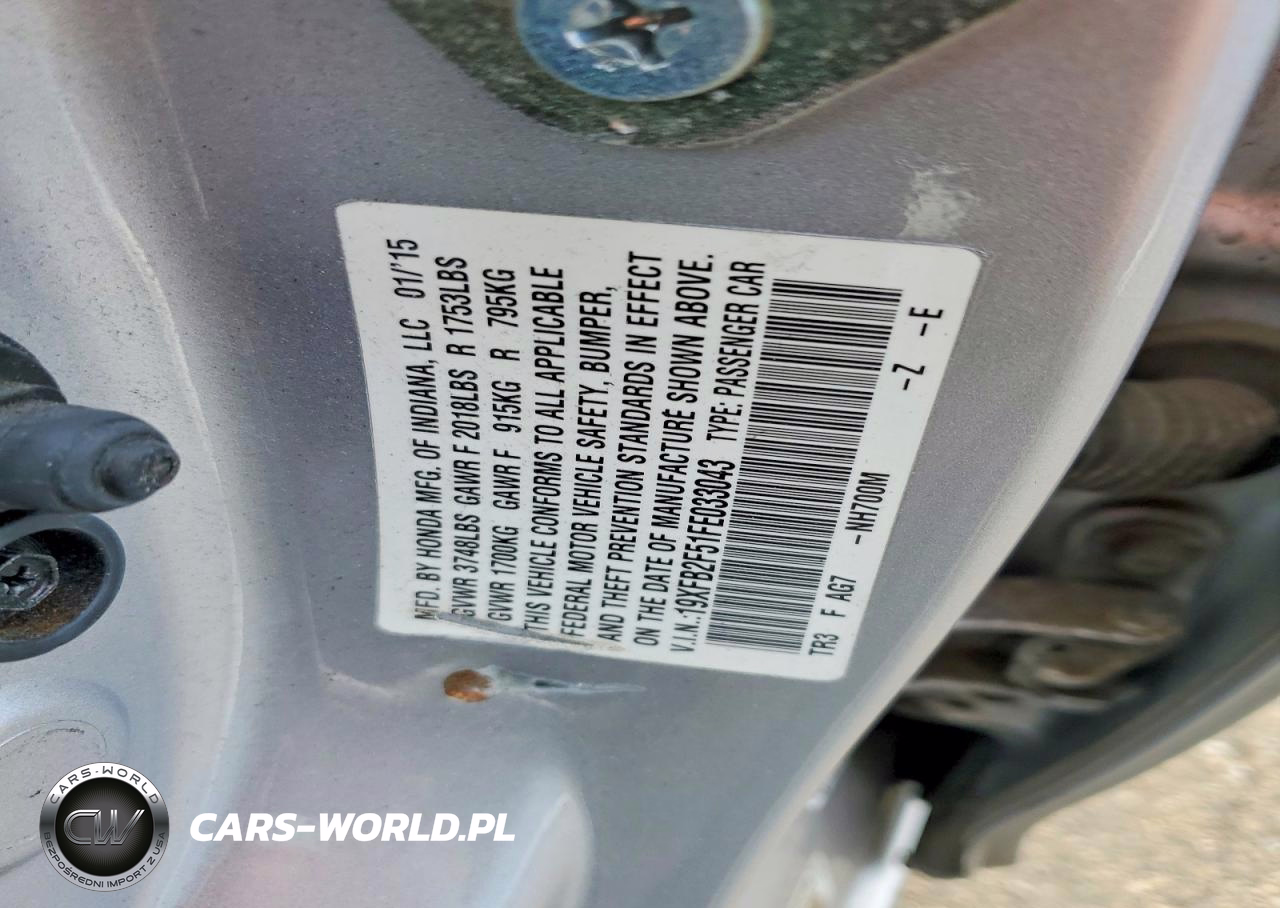 MFD. BY HONDA MFG. OF INDIANA, LLC 01/'15
GVWR 3748LBS GAWR F 2018LBS R 1753LBS
GVWR 1700KG GAWR F 915KG R 795KG
THIS VEHICLE CONFORMS TO ALL APPLICABLE
FEDERAL MOTOR VEHICLE SAFETY, BUMPER,
AND THEFT PREVENTION STANDARDS IN EFFECT
ON THE DATE OF MANUFACTURE SHOWN ABOVE.
V.I.N.:19XFB2F51FE033043 TYPE: PASSENGER CAR
TR3 F AG7 -NH700M -Z -E
CARS-WORLD
CW
BEZPOŚREDNI IMPORT Z USA
CARS-WORLD.PL